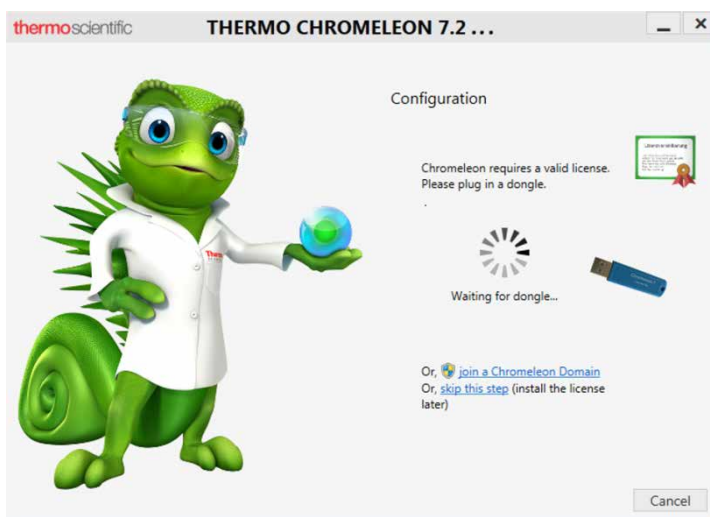 thermoscientific
THERMO CHROMELEON 7.2 ...
Configuration
Chromeleon requires a valid license.
Please plug in a dongle.
.
Waiting for dongle...
Or, join a Chromeleon Domain
Or, skip this step (install the license
later)
Cancel